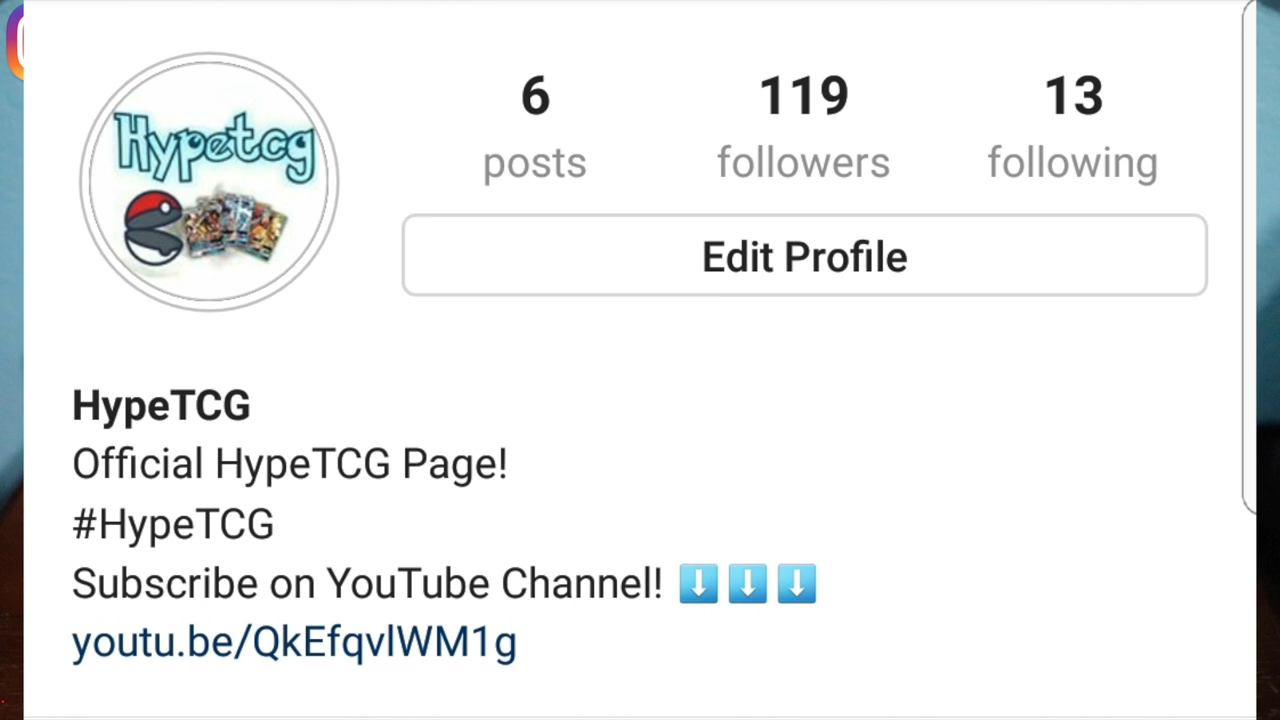 Hypetcg
6 119 13
posts followers following
Edit Profile
HypeTCG
Official HypeTCG Page!
#HypeTCG
Subscribe on YouTube Channel! ⬇️⬇️⬇️
youtu.be/QkEfqvlWM1g